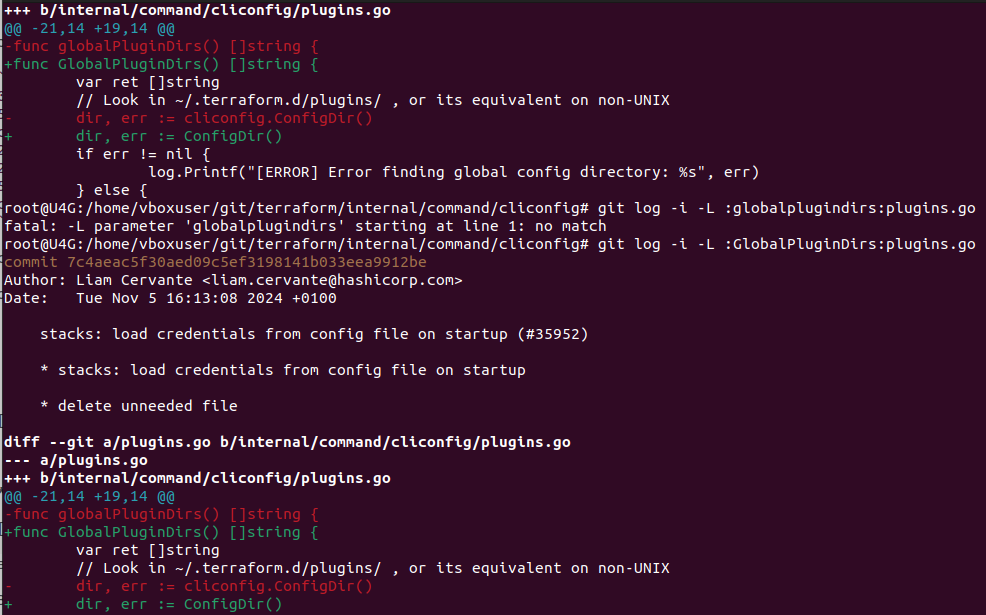 +++ b/internal/command/cliconfig/plugins.go
@@ -21,14 +19,14 @@
-func globalPluginDirs() []string {
+func GlobalPluginDirs() []string {
        var ret []string
        // Look in ~/.terraform.d/plugins/ , or its equivalent on non-UNIX
-       dir, err := cliconfig.ConfigDir()
+       dir, err := ConfigDir()
        if err != nil {
                log.Printf("[ERROR] Error finding global config directory: %s", err)
        } else {
root@U4G:/home/vboxuser/git/terraform/internal/command/cliconfig# git log -i -L :globalplugindirs:plugins.go
fatal: -L parameter 'globalplugindirs' starting at line 1: no match
root@U4G:/home/vboxuser/git/terraform/internal/command/cliconfig# git log -i -L :GlobalPluginDirs:plugins.go
commit 7c4aeac5f30aed09c5ef3198141b033eea9912be
Author: Liam Cervante <liam.cervante@hashicorp.com>
Date:   Tue Nov 5 16:13:08 2024 +0100
    stacks: load credentials from config file on startup (#35952)
    * stacks: load credentials from config file on startup
    * delete unneeded file
diff --git a/plugins.go b/internal/command/cliconfig/plugins.go
--- a/plugins.go
+++ b/internal/command/cliconfig/plugins.go
@@ -21,14 +19,14 @@
-func globalPluginDirs() []string {
+func GlobalPluginDirs() []string {
        var ret []string
        // Look in ~/.terraform.d/plugins/ , or its equivalent on non-UNIX
-       dir, err := cliconfig.ConfigDir()
+       dir, err := ConfigDir()